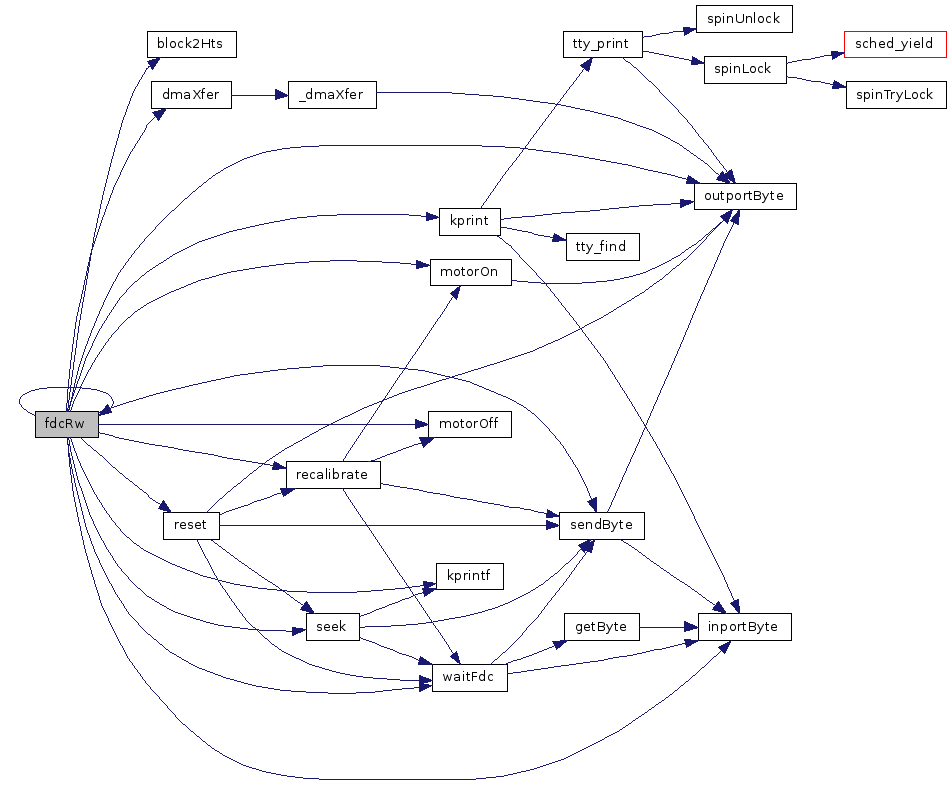 spinUnlock
block2Hts
tty_print
sched_yield
spinLock
dmaXfer
_dmaXfer
spinTryLock
outportByte
kprint
tty_find
motorOn
fdcRw
motorOff
recalibrate
reset
sendByte
kprintf
seek
getByte
inportByte
waitFdc